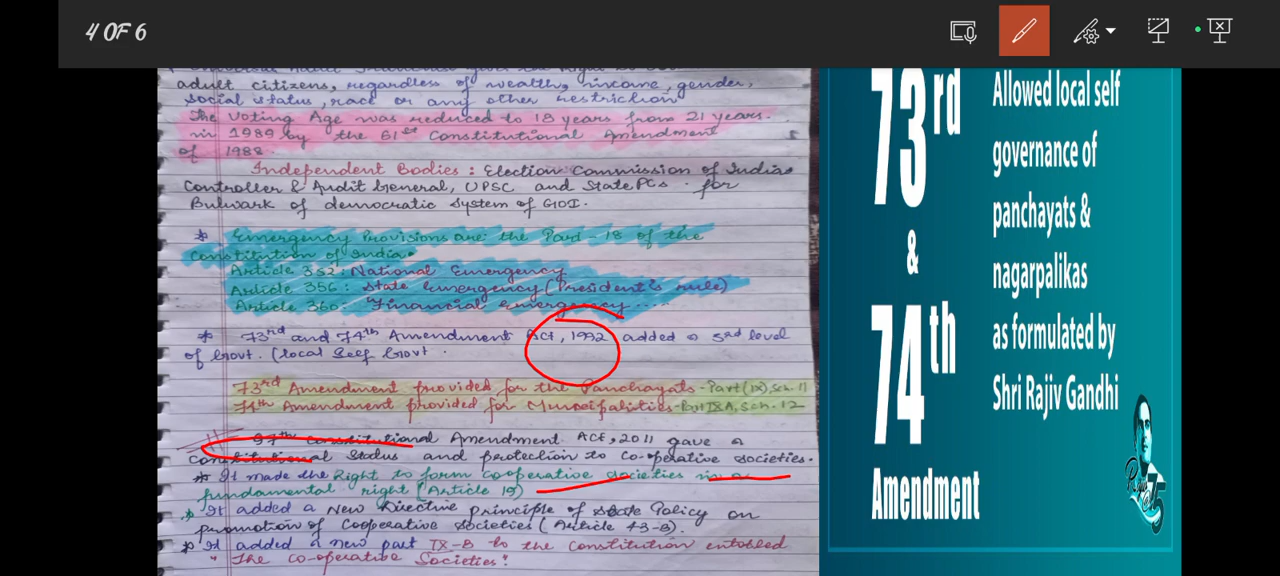 4 OF 6
adult citizens, regardless of wealth, income, gender,
social status, race or any other restriction
The Voting Age was reduced to 18 years from 21 years.
in 1989 by the 61st Constitutional Amendment
of 1988.
Independent Bodies : Election Commission of India
Controller & Audit General, UPSC and State PCs for
Bulwark of democratic System of GOI.
* Emergency Provisions are the Part-18 of the
Constitution of India.
Article 352: National Emergency
Article 356: State Emergency (President's rule)
Article 360: Financial Emergency
* 73rd and 74th Amendment Act, 1992 added a 3rd level
of Govt. (local Self Govt.
73rd Amendment provided for the Panchayats - Part (IX), Sch. 11
74th Amendment provided for Municipalities - Part IXA, Sch. 12
97th Constitutional Amendment Act, 2011 gave a
constitutional Status and protection to co-operative societies.
* It made the Right to form cooperative societies
fundamental right (Article 19)
* It added a New Directive principle of state Policy on
promotion of Cooperative Societies (Article 43-B).
* It added a new part IX-B to the Constitution entobled
"The co-operative Societies".
73rd
&
74th
Amendment
Allowed local self
governance of
panchayats &
nagarpalikas
as formulated by
Shri Rajiv Gandhi